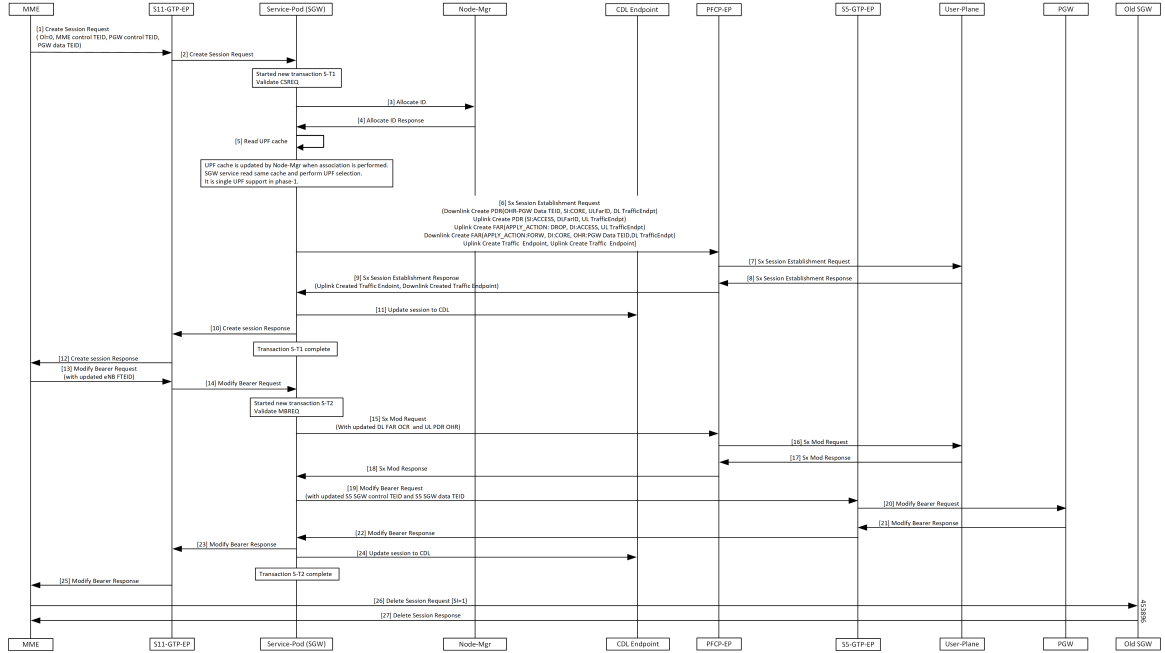 MME S11-GTP-EP Service-Pod (SGW) Node-Mgr CDL Endpoint PFCP-EP S5-GTP-EP User-Plane PGW Old SGW
[1] Create Session Request
( OI=0, MME control TEID, PGW control TEID,
PGW data TEID)
[2] Create Session Request
Started new transaction S-T1
Validate CSREQ
[3] Allocate ID
[4] Allocate ID Response
[5] Read UPF cache
UPF cache is updated by Node-Mgr when association is performed.
SGW service read same cache and perform UPF selection.
It is single UPF support in phase-1.
[6] Sx Session Establishment Request
(Downlink Create PDR(OHR-PGW Data TEID, SI:CORE, ULFarID, DL TrafficEndpt)
Uplink Create PDR (SI:ACCESS, DLFarID, UL TrafficEndpt)
Uplink Create FAR(APPLY_ACTION: DROP, DI:ACCESS, UL TrafficEndpt)
Downlink Create FAR(APPLY_ACTION:FORW, DI:CORE, OHR:PGW Data TEID,DL TrafficEndpt)
Uplink Create Traffic Endpoint, Uplink Create Traffic Endpoint]
[7] Sx Session Establishment Request
[8] Sx Session Establishment Response
[9] Sx Session Establishment Response
(Uplink Created Traffic Endoint, Downlink Created Traffic Endpoint)
[11] Update session to CDL
[10] Create session Response
Transaction S-T1 complete
[12] Create session Response
[13] Modify Bearer Request
(with updated eNB FTEID)
[14] Modify Bearer Request
Started new transaction S-T2
Validate MBREQ
[15] Sx Mod Request
(With updated DL FAR OCR and UL PDR OHR)
[16] Sx Mod Request
[17] Sx Mod Response
[18] Sx Mod Response
[19] Modify Bearer Request
(with updated S5 SGW control TEID and S5 SGW data TEID
[20] Modify Bearer Request
[21] Modify Bearer Response
[22] Modify Bearer Response
[23] Modify Bearer Response
[24] Update session to CDL
Transaction S-T2 complete
[25] Modify Bearer Response
[26] Delete Session Request [SI=1]
[27] Delete Session Response
453896
MME S11-GTP-EP Service-Pod (SGW) Node-Mgr CDL Endpoint PFCP-EP S5-GTP-EP User-Plane PGW Old SGW